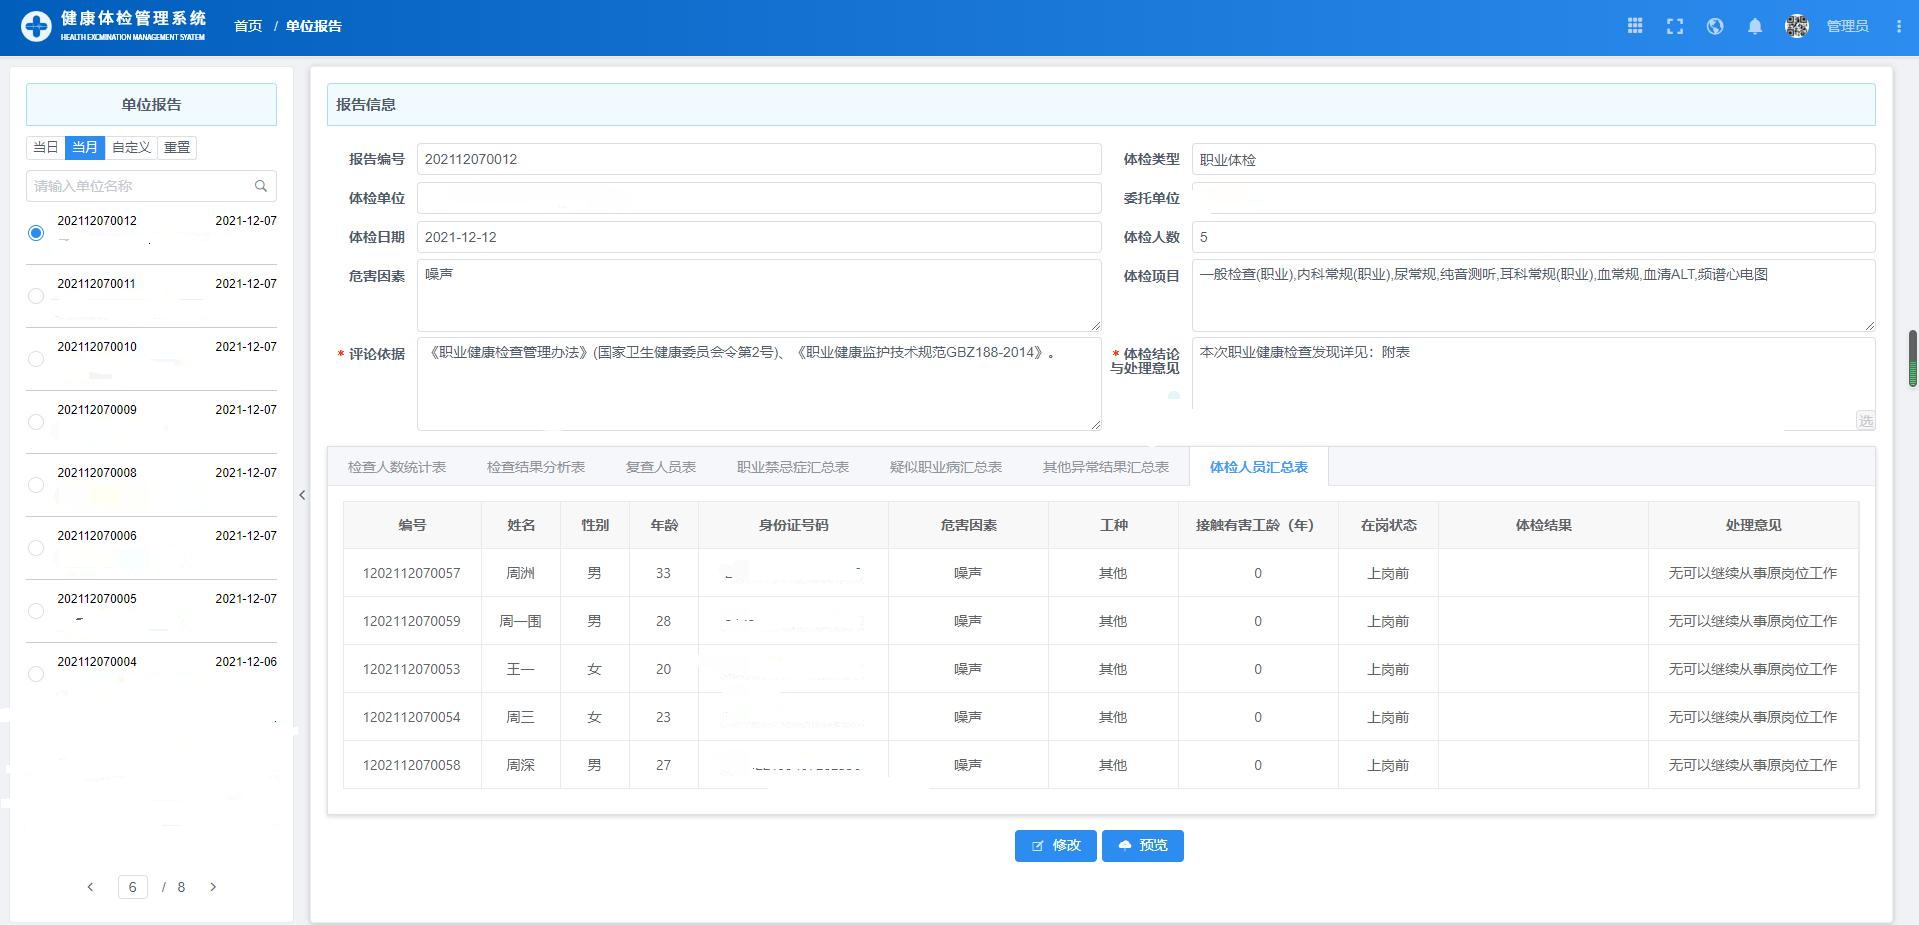 健康体检管理系统
HEALTH EXCMINATION MANAGEMENT SYATEM
首页 / 单位报告
管理员
单位报告
当日 当月 自定义 重置
请输入单位名称
202112070012 2021-12-07
202112070011 2021-12-07
202112070010 2021-12-07
202112070009 2021-12-07
202112070008 2021-12-07
202112070006 2021-12-07
202112070005 2021-12-07
202112070004 2021-12-06
6 / 8
报告信息
报告编号 202112070012 体检类型 职业体检
体检单位 委托单位
体检日期 2021-12-12 体检人数 5
危害因素 噪声 体检项目 一般检查(职业),内科常规(职业),尿常规,纯音测听,耳科常规(职业),血常规,血清ALT,频谱心电图
* 评论依据 《职业健康检查管理办法》(国家卫生健康委员会令第2号)、《职业健康监护技术规范GBZ188-2014》。
* 体检结论与处理意见 本次职业健康检查发现详见：附表
选
检查人数统计表 检查结果分析表 复查人员表 职业禁忌症汇总表 疑似职业病汇总表 其他异常结果汇总表 体检人员汇总表
编号 姓名 性别 年龄 身份证号码 危害因素 工种 接触有害工龄（年） 在岗状态 体检结果 处理意见
1202112070057 周洲 男 33 噪声 其他 0 上岗前 无可以继续从事原岗位工作
1202112070059 周一围 男 28 噪声 其他 0 上岗前 无可以继续从事原岗位工作
1202112070053 王一 女 20 噪声 其他 0 上岗前 无可以继续从事原岗位工作
1202112070054 周三 女 23 噪声 其他 0 上岗前 无可以继续从事原岗位工作
1202112070058 周深 男 27 噪声 其他 0 上岗前 无可以继续从事原岗位工作
修改 预览